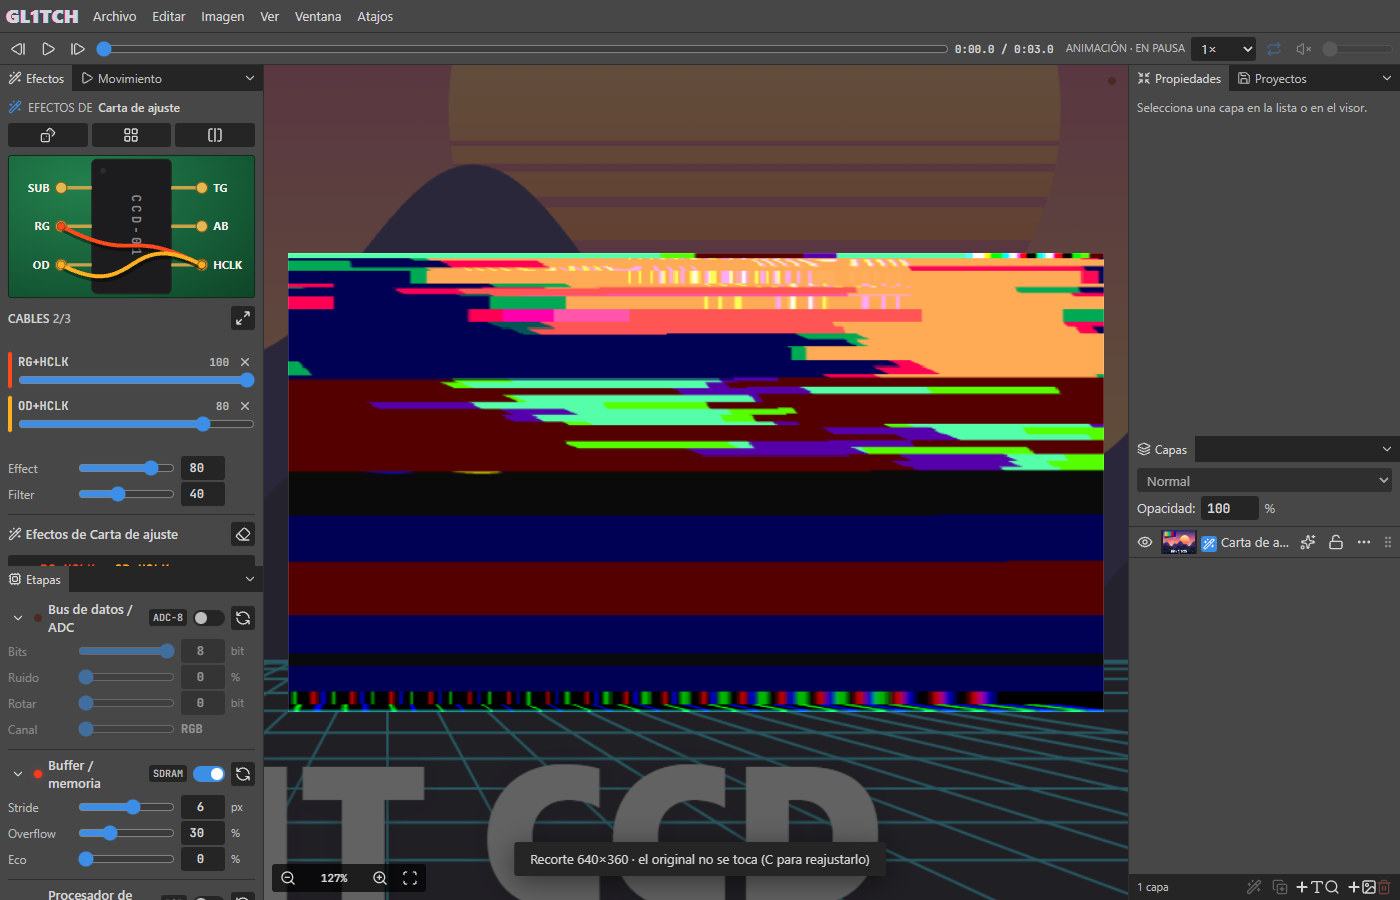 GL1TCH
Archivo
Editar
Imagen
Ver
Ventana
Atajos
0:00.0 / 0:03.0
ANIMACIÓN · EN PAUSA
1×
Efectos
Movimiento
EFECTOS DE Carta de ajuste
SUB
TG
RG
AB
OD
HCLK
CCD-01
CABLES 2/3
RG+HCLK 100
OD+HCLK 80
Effect 80
Filter 40
Efectos de Carta de ajuste
Etapas
Bus de datos / ADC
ADC-8
Bits 8 bit
Ruido 0 %
Rotar 0 bit
Canal RGB
Buffer / memoria
SDRAM
Stride 6 px
Overflow 30 %
Eco 0 %
Procesador de
IT CCD
Recorte 640×360 · el original no se toca (C para reajustarlo)
127%
Propiedades
Proyectos
Selecciona una capa en la lista o en el visor.
Capas
Normal
Opacidad: 100 %
Carta de a...
1 capa